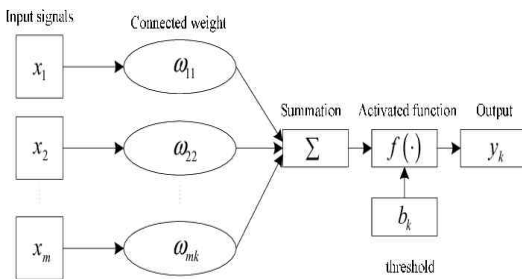 Input signals
Connected weight
x₁
ω₁₁
Summation
Activated function
Output
x₂
ω₂₂
Σ
f(·)
yₖ
bₖ
xₘ
ωₘₖ
threshold